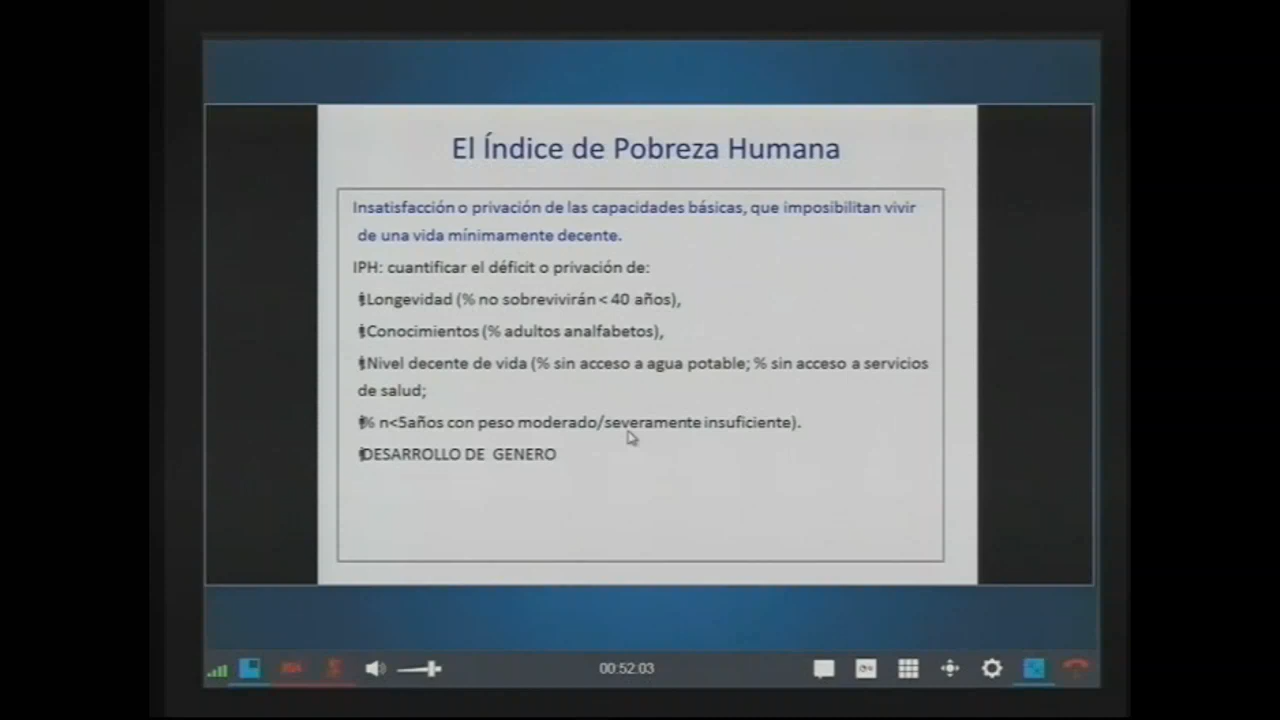 El Índice de Pobreza Humana
Insatisfacción o privación de las capacidades básicas, que imposibilitan vivir
de una vida mínimamente decente.
IPH: cuantificar el déficit o privación de:
Longevidad (% no sobrevivirán < 40 años),
Conocimientos (% adultos analfabetos),
Nivel decente de vida (% sin acceso a agua potable; % sin acceso a servicios
de salud;
% n<5años con peso moderado/severamente insuficiente).
DESARROLLO DE GENERO
00:52:03